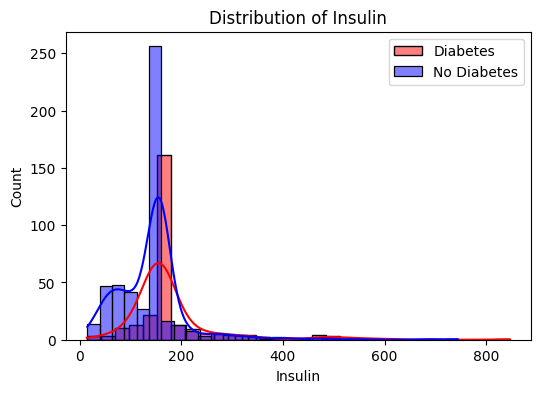 Distribution of Insulin
Diabetes
No Diabetes
250
200
150
100
50
0
Count
0 200 400 600 800
Insulin